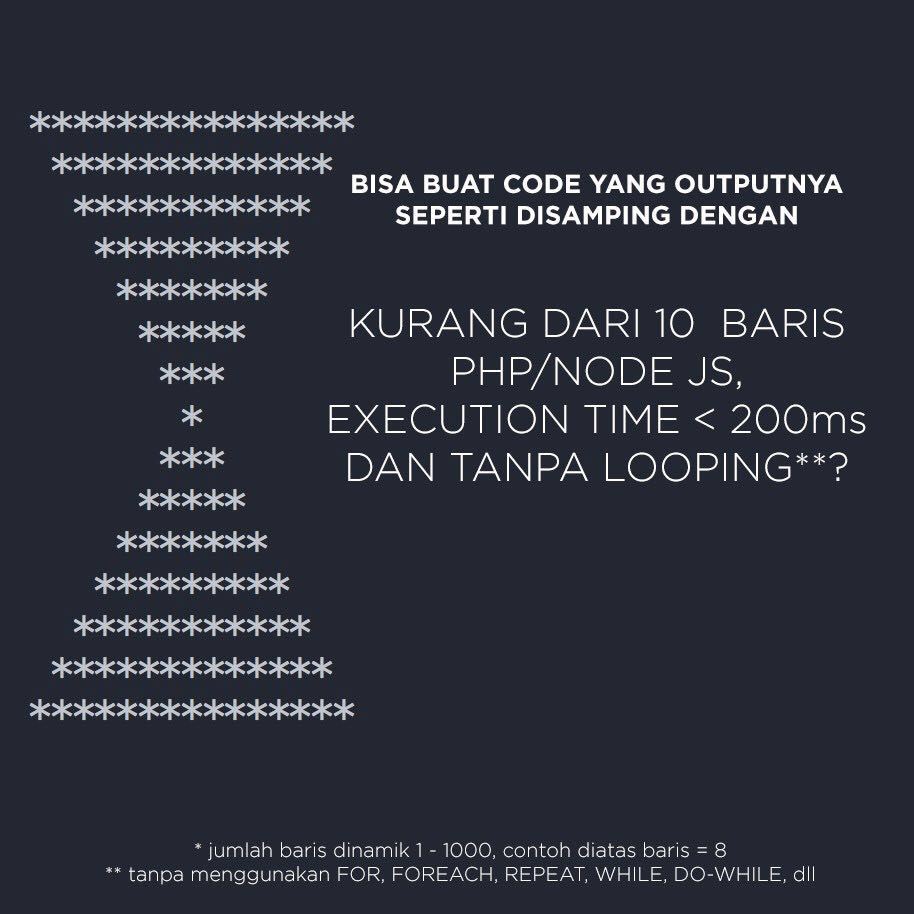 ***************
*************
***********
*********
*******
*****
***
*
***
*****
*******
*********
***********
*************
***************
BISA BUAT CODE YANG OUTPUTNYA
SEPERTI DISAMPING DENGAN
KURANG DARI 10 BARIS
PHP/NODE JS,
EXECUTION TIME < 200ms
DAN TANPA LOOPING**?
* jumlah baris dinamik 1 - 1000, contoh diatas baris = 8
** tanpa menggunakan FOR, FOREACH, REPEAT, WHILE, DO-WHILE, dll